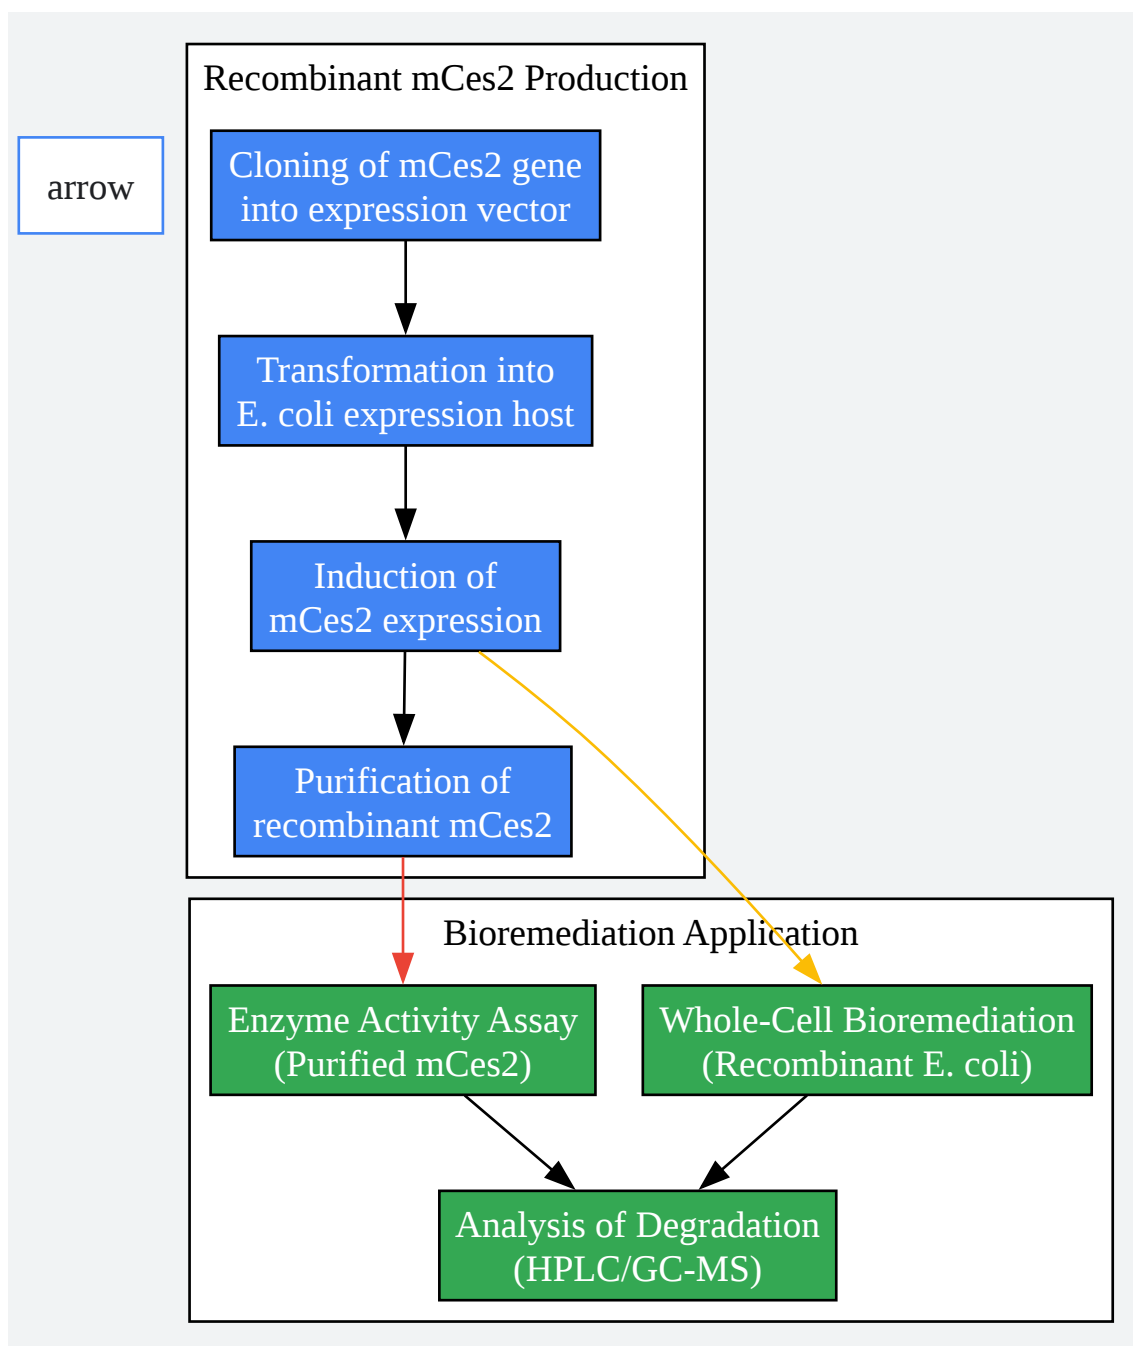 Recombinant mCes2 Production
arrow
Cloning of mCes2 gene
into expression vector
Transformation into
E. coli expression host
Induction of
mCes2 expression
Purification of
recombinant mCes2
Bioremediation Application
Enzyme Activity Assay
(Purified mCes2)
Whole-Cell Bioremediation
(Recombinant E. coli)
Analysis of Degradation
(HPLC/GC-MS)